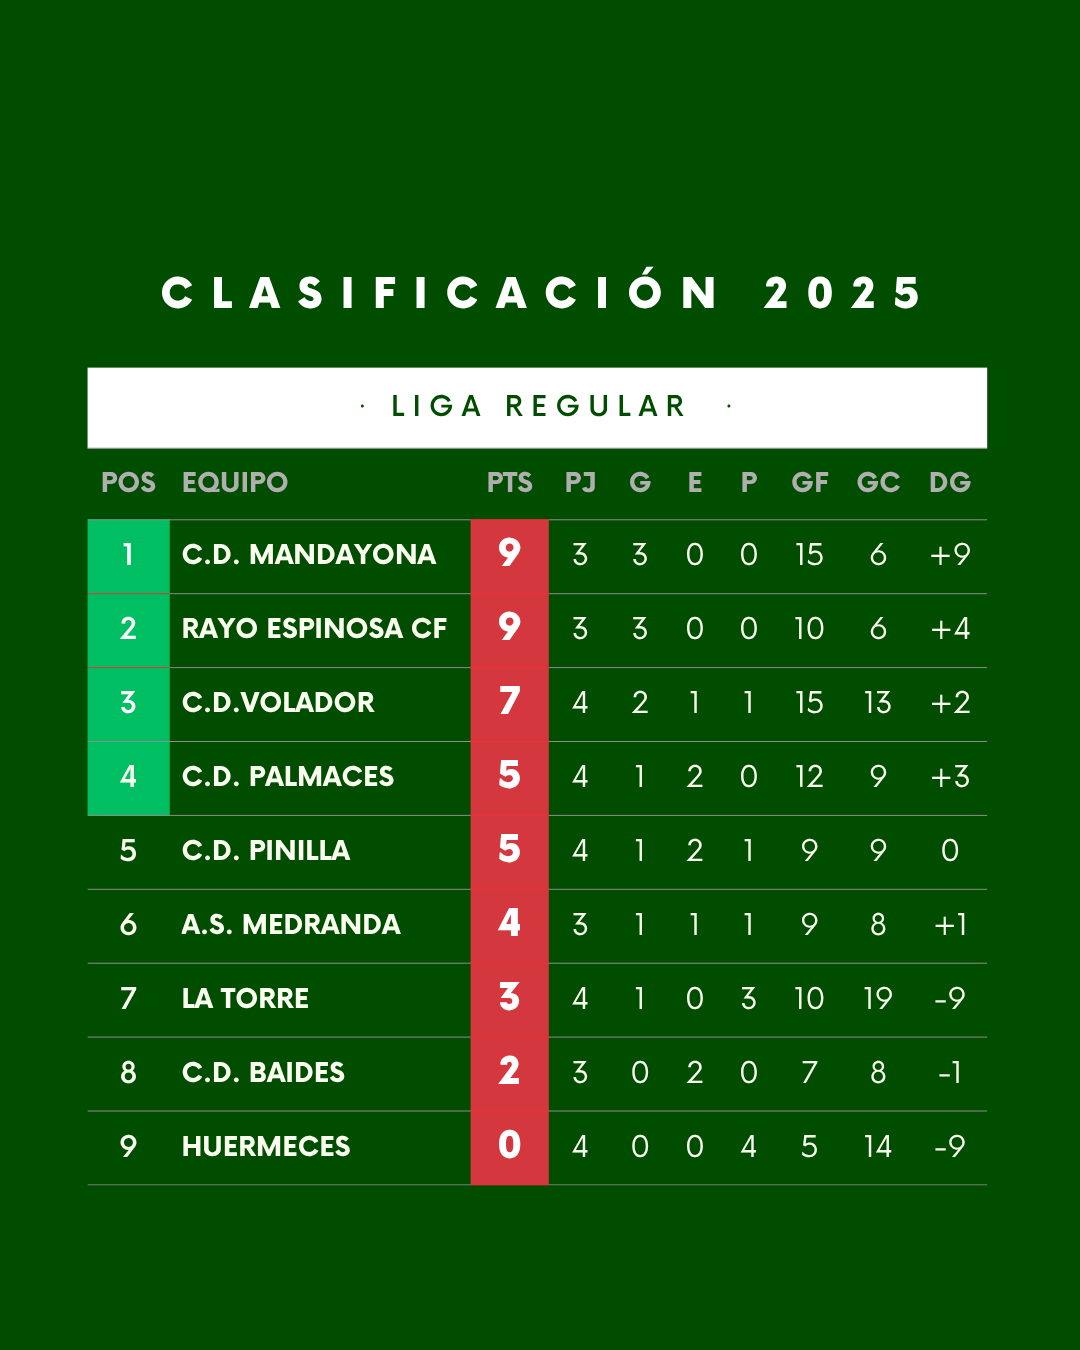 CLASIFICACIÓN 2025
· LIGA REGULAR ·
POS EQUIPO PTS PJ G E P GF GC DG
1 C.D. MANDAYONA 9 3 3 0 0 15 6 +9
2 RAYO ESPINOSA CF 9 3 3 0 0 10 6 +4
3 C.D.VOLADOR 7 4 2 1 1 15 13 +2
4 C.D. PALMACES 5 4 1 2 0 12 9 +3
5 C.D. PINILLA 5 4 1 2 1 9 9 0
6 A.S. MEDRANDA 4 3 1 1 1 9 8 +1
7 LA TORRE 3 4 1 0 3 10 19 -9
8 C.D. BAIDES 2 3 0 2 0 7 8 -1
9 HUERMECES 0 4 0 0 4 5 14 -9